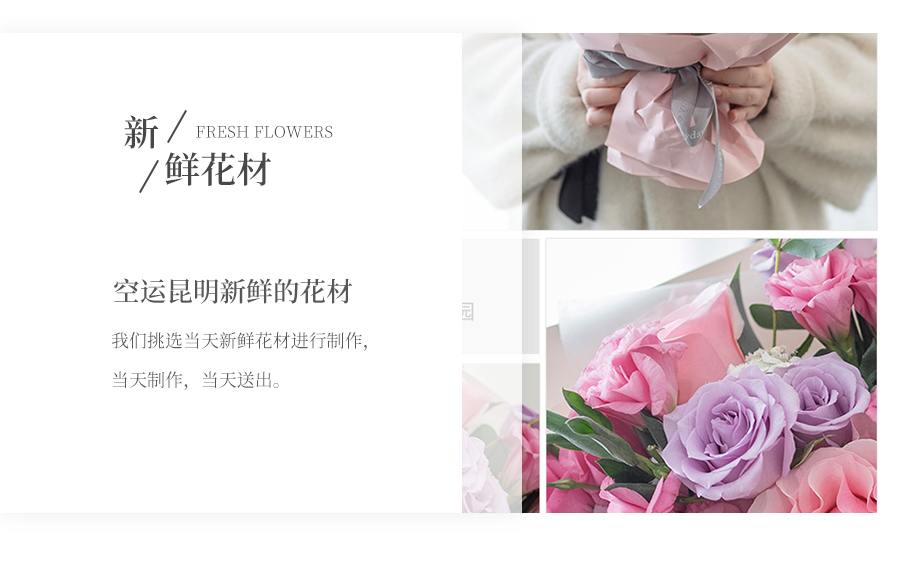 新
FRESH FLOWERS
鲜花材
空运昆明新鲜的花材
我们挑选当天新鲜花材进行制作，
当天制作，当天送出。
园